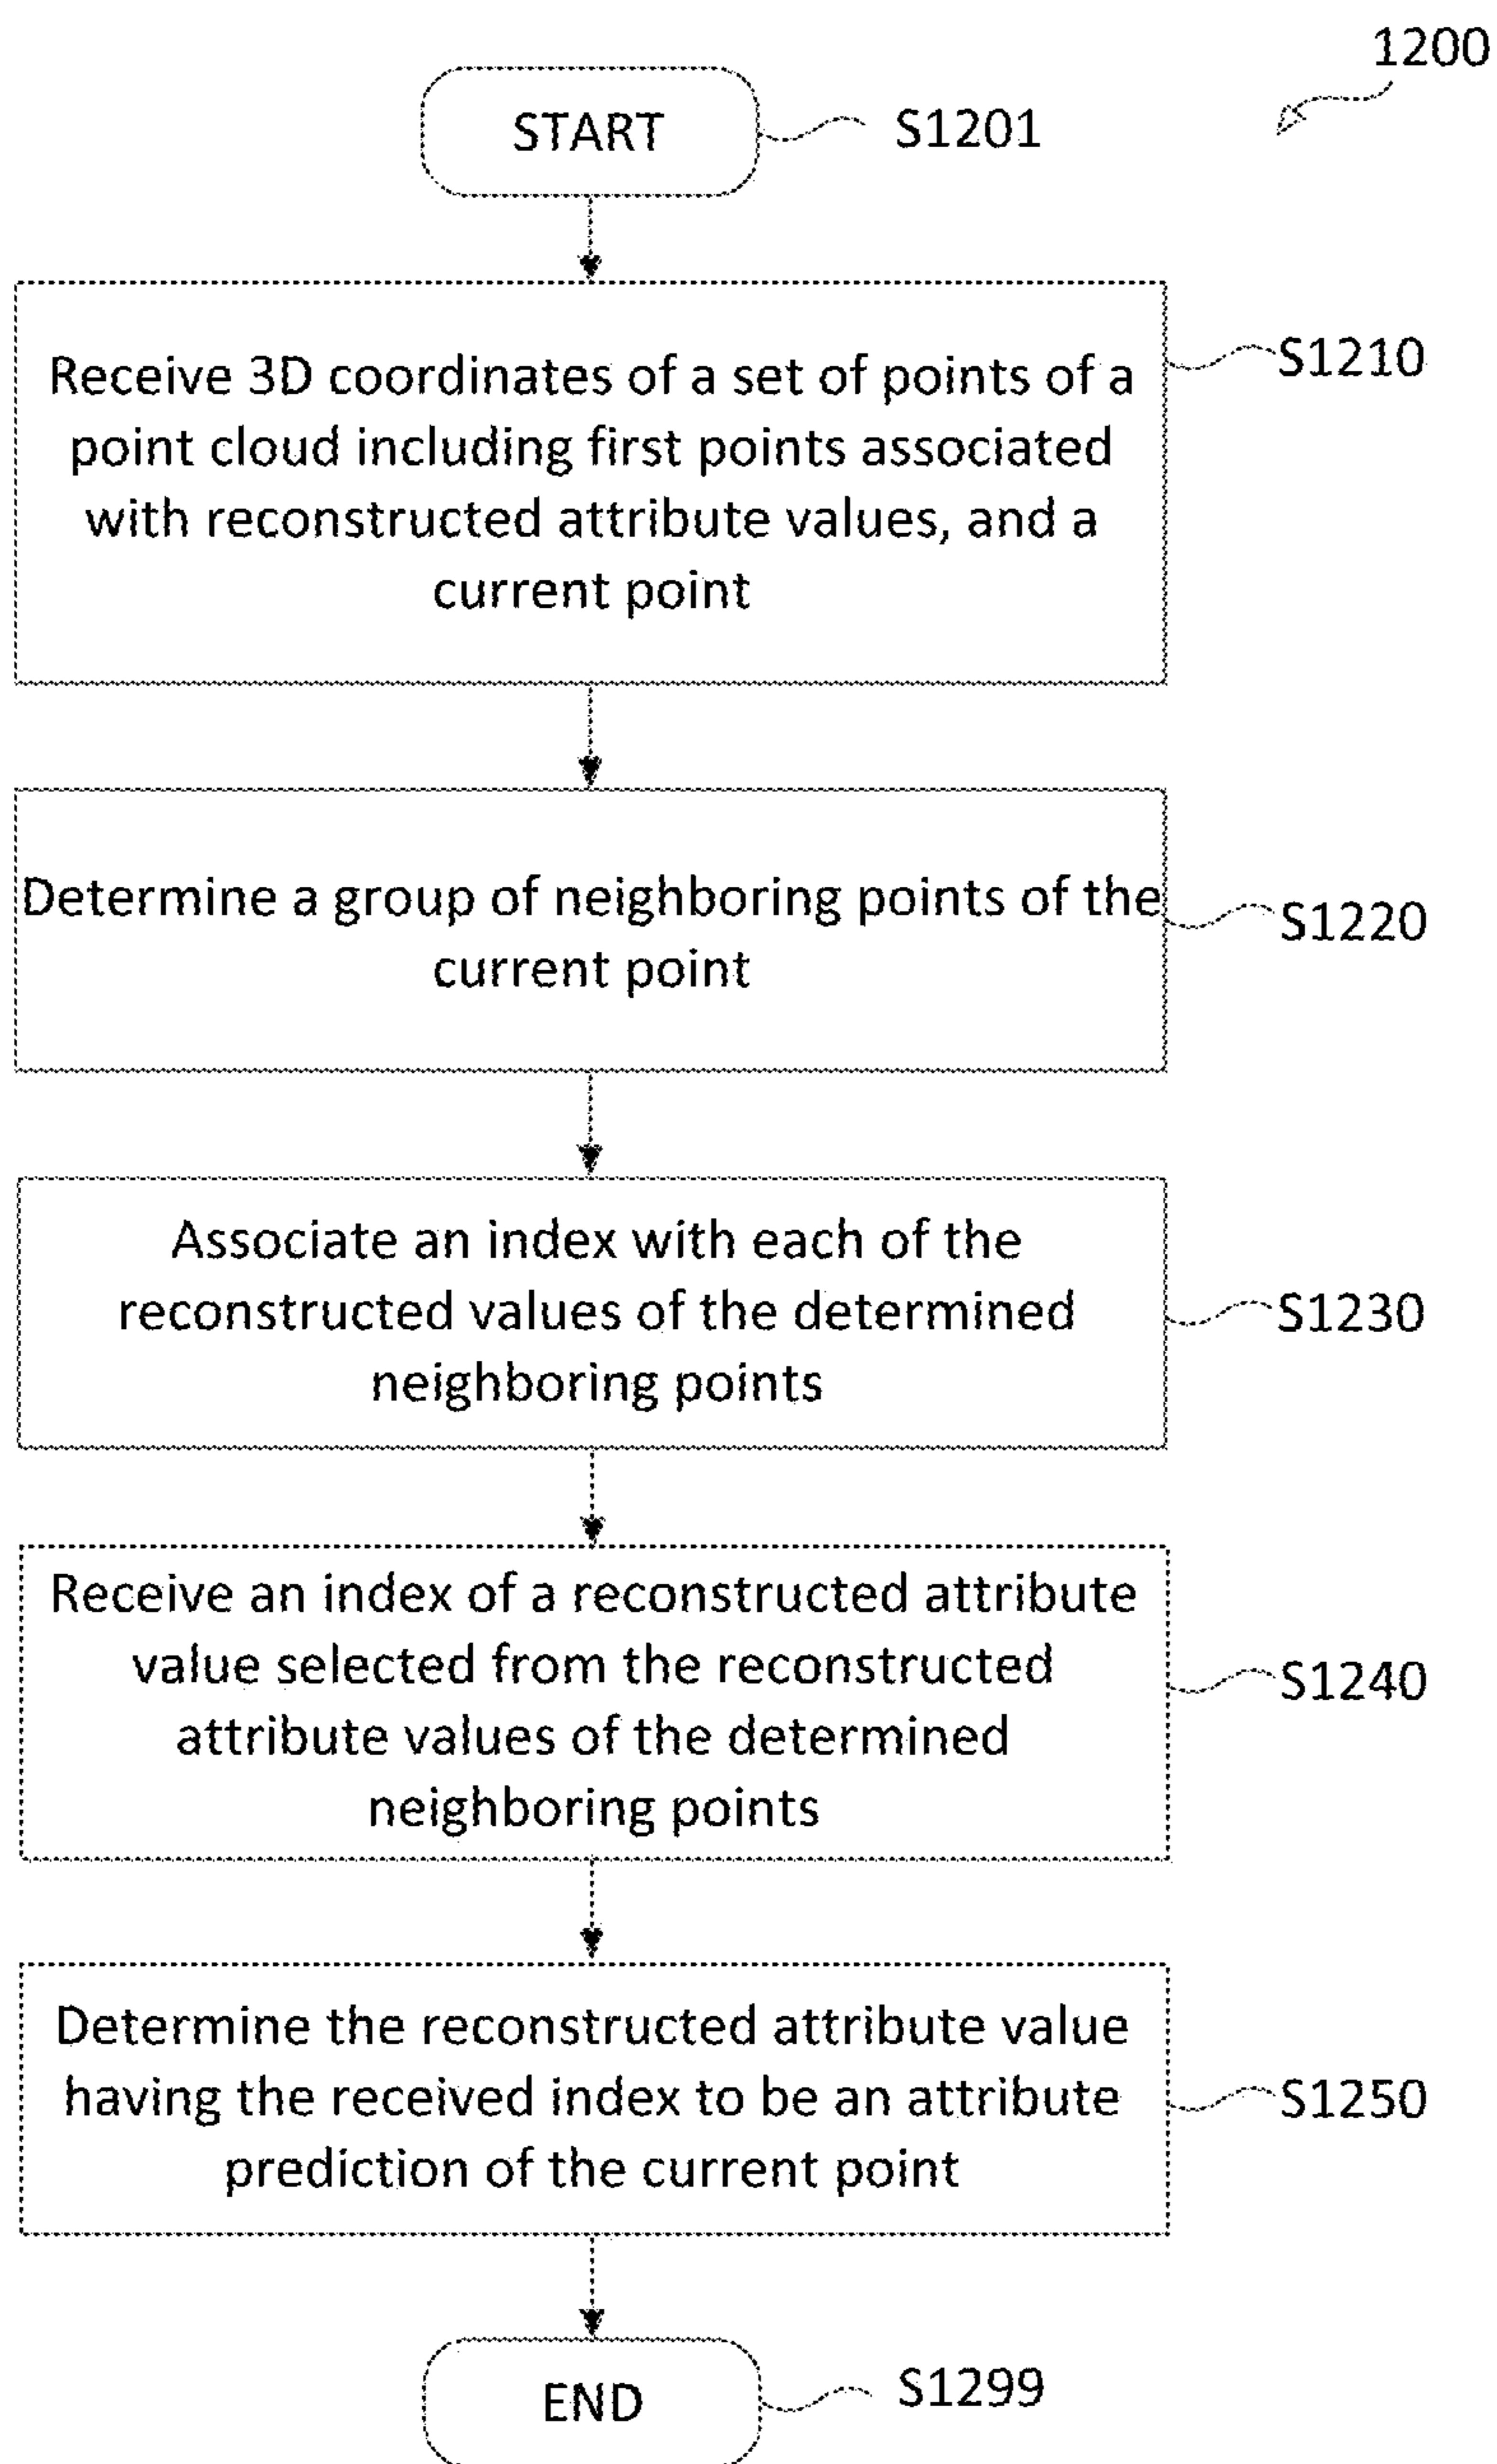 1200
START
S1201
Receive 3D coordinates of a set of points of a
point cloud including first points associated
with reconstructed attribute values, and a
current point
S1210
Determine a group of neighboring points of the
current point
S1220
Associate an index with each of the
reconstructed values of the determined
neighboring points
S1230
Receive an index of a reconstructed attribute
value selected from the reconstructed
attribute values of the determined
neighboring points
S1240
Determine the reconstructed attribute value
having the received index to be an attribute
prediction of the current point
S1250
END
S1299